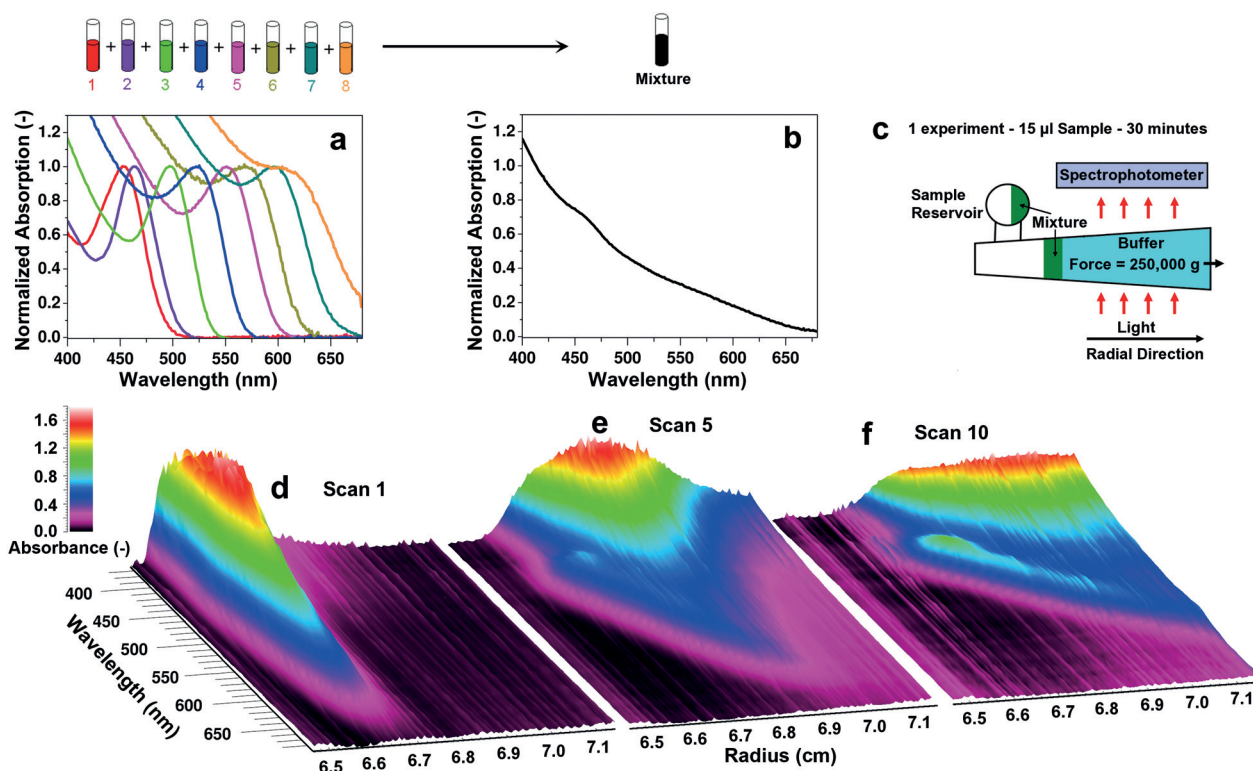 1 + 2 + 3 + 4 + 5 + 6 + 7 + 8
Mixture
a
Normalized Absorption (-)
1.2
1.0
0.8
0.6
0.4
0.2
0.0
400 450 500 550 600 650
Wavelength (nm)
b
Normalized Absorption (-)
1.2
1.0
0.8
0.6
0.4
0.2
0.0
400 450 500 550 600 650
Wavelength (nm)
c 1 experiment - 15 µl Sample - 30 minutes
Spectrophotometer
Sample
Reservoir
Mixture
Buffer
Force = 250,000 g
Light
Radial Direction
1.6
1.2
0.8
0.4
0.0
Absorbance (-)
d Scan 1
e Scan 5
f Scan 10
400
450
500
550
600
650
Wavelength (nm)
6.5 6.6 6.7 6.8 6.9 7.0 7.1
6.5 6.6 6.7 6.8 6.9 7.0 7.1
6.5 6.6 6.7 6.8 6.9 7.0 7.1
Radius (cm)